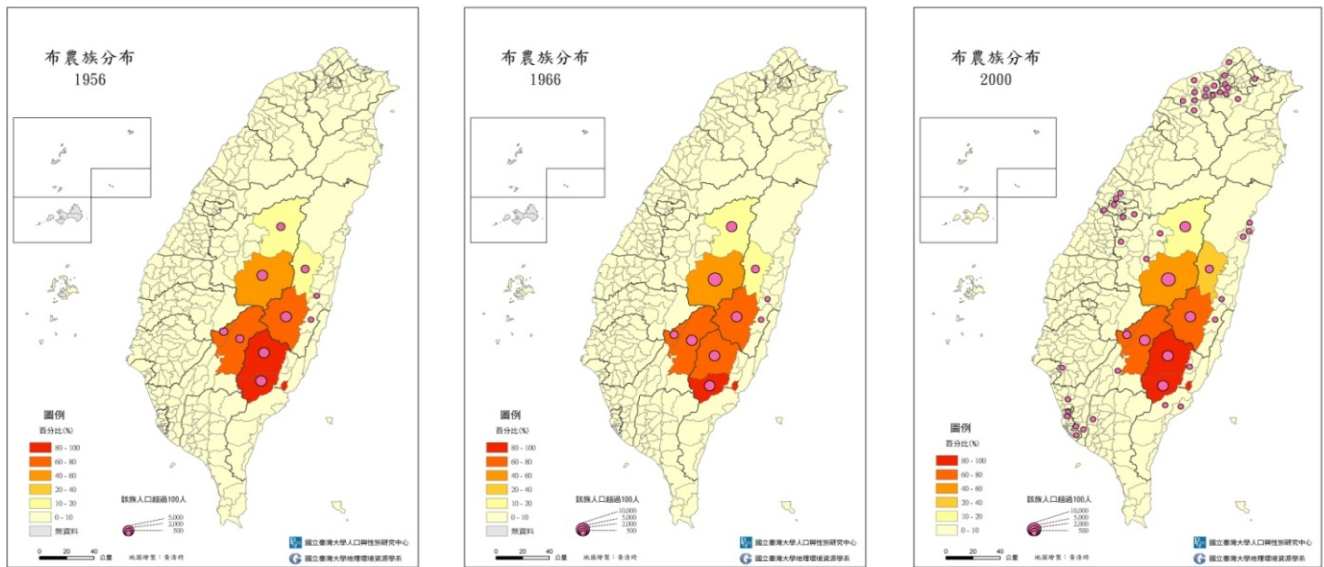 布農族分布
1956
圖例
百分比(%)
80 - 100
60 - 80
40 - 60
20 - 40
10 - 20
0 - 10
無資料
該族人口超過100人
5,000
2,000
500
0 20 40 公里
國立臺灣大學人口與性別研究中心
國立臺灣大學地理環境資源學系
布農族分布
1966
圖例
百分比(%)
80 - 100
60 - 80
40 - 60
20 - 40
10 - 20
0 - 10
無資料
該族人口超過100人
10,000
5,000
2,000
500
0 20 40 公里
國立臺灣大學人口與性別研究中心
國立臺灣大學地理環境資源學系
布農族分布
2000
圖例
百分比(%)
80 - 100
60 - 80
40 - 60
20 - 40
10 - 20
0 - 10
該族人口超過100人
10,000
5,000
2,000
500
0 20 40 公里
國立臺灣大學人口與性別研究中心
國立臺灣大學地理環境資源學系